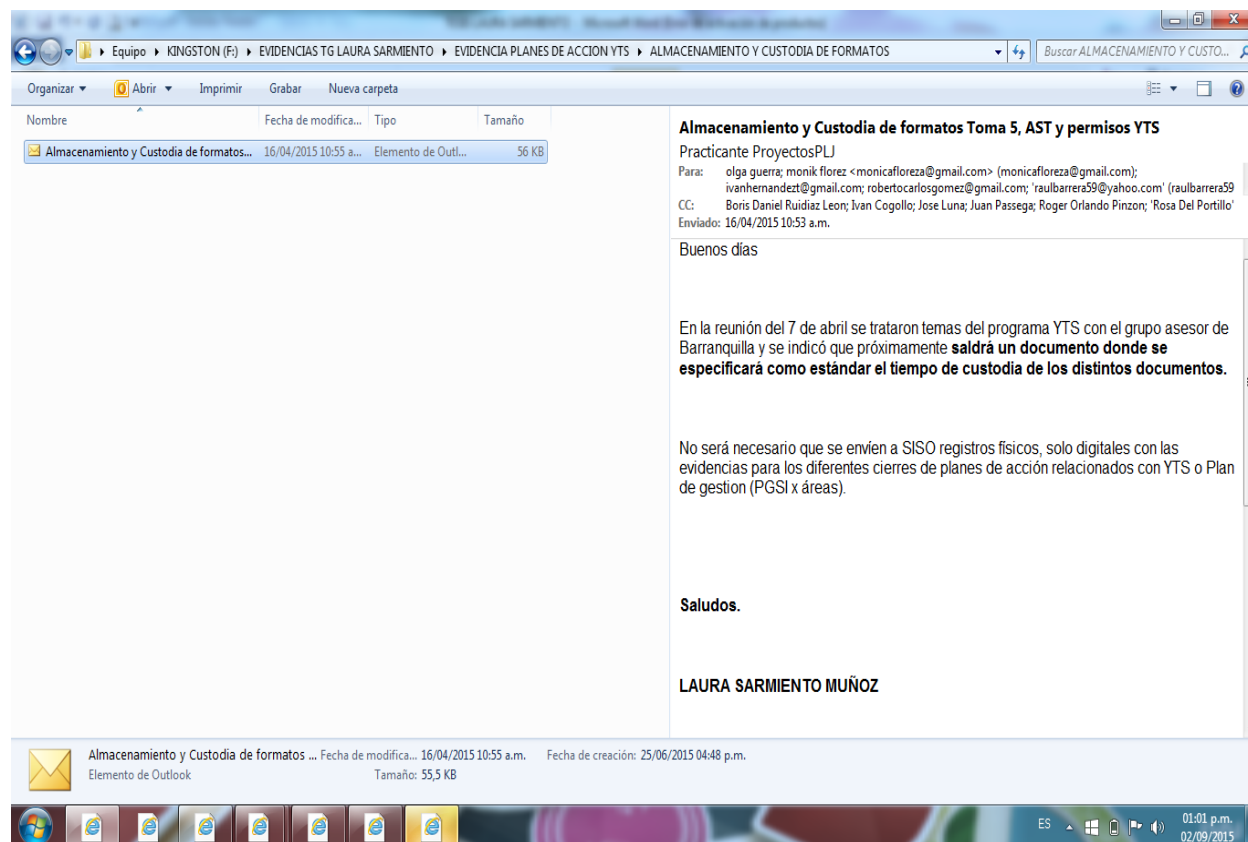 Equipo ▸ KINGSTON (F:) ▸ EVIDENCIAS TG LAURA SARMIENTO ▸ EVIDENCIA PLANES DE ACCION YTS ▸ ALMACENAMIENTO Y CUSTODIA DE FORMATOS
Buscar ALMACENAMIENTO Y CUSTO...
Organizar Abrir Imprimir Grabar Nueva carpeta
Nombre Fecha de modifica... Tipo Tamaño
Almacenamiento y Custodia de formatos... 16/04/2015 10:55 a... Elemento de Outl... 56 KB
Almacenamiento y Custodia de formatos Toma 5, AST y permisos YTS
Practicante ProyectosPLJ
Para: olga guerra; monik florez <monicafloreza@gmail.com> (monicafloreza@gmail.com);
ivanhernandezt@gmail.com; robertocarlosgomez@gmail.com; 'raulbarrera59@yahoo.com' (raulbarrera59
CC: Boris Daniel Ruidiaz Leon; Ivan Cogollo; Jose Luna; Juan Passega; Roger Orlando Pinzon; 'Rosa Del Portillo'
Enviado: 16/04/2015 10:53 a.m.
Buenos días
En la reunión del 7 de abril se trataron temas del programa YTS con el grupo asesor de
Barranquilla y se indicó que próximamente saldrá un documento donde se
especificará como estándar el tiempo de custodia de los distintos documentos.
No será necesario que se envíen a SISO registros físicos, solo digitales con las
evidencias para los diferentes cierres de planes de acción relacionados con YTS o Plan
de gestion (PGSI x áreas).
Saludos.
LAURA SARMIENTO MUÑOZ
Almacenamiento y Custodia de formatos ... Fecha de modifica... 16/04/2015 10:55 a.m. Fecha de creación: 25/06/2015 04:48 p.m.
Elemento de Outlook Tamaño: 55,5 KB
ES
01:01 p.m.
02/09/2015